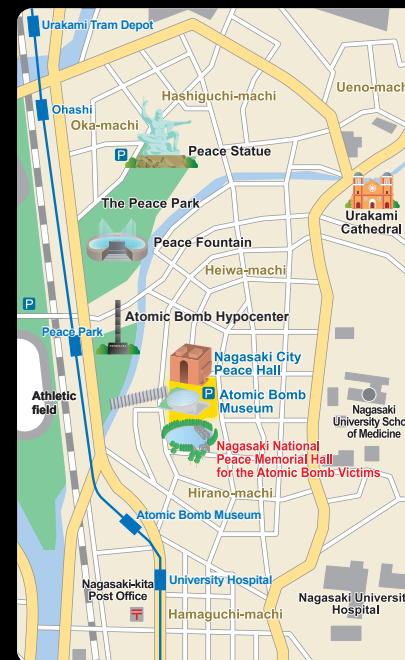 Urakami Tram Depot
Ueno-mach
Hashiguchi-machi
Ohashi
Oka-machi
P
Peace Statue
The Peace Park
Urakami
Cathedral
Peace Fountain
Heiwa-machi
P
Atomic Bomb Hypocenter
Peace Park
Nagasaki City
Peace Hall
P
Atomic Bomb
Museum
Athletic
field
Nagasaki
University Scho
of Medicine
Nagasaki National
Peace Memorial Hall
for the Atomic Bomb Victims
Hirano-machi
Atomic Bomb Museum
University Hospital
Nagasaki-kita
Post Office
〒
Nagasaki Universit
Hospital
Hamaguchi-machi